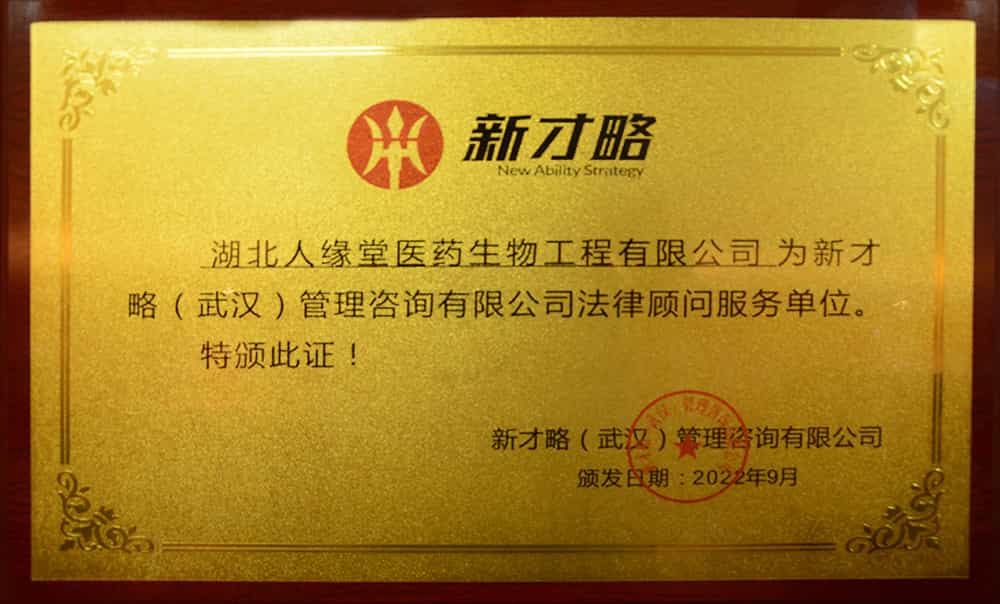 新才略
New Ability Strategy
湖北人缘堂医药生物工程有限公司 为新才
略（武汉）管理咨询有限公司法律顾问服务单位。
特颁此证！
新才略（武汉）管理咨询有限公司
颁发日期：2022年9月